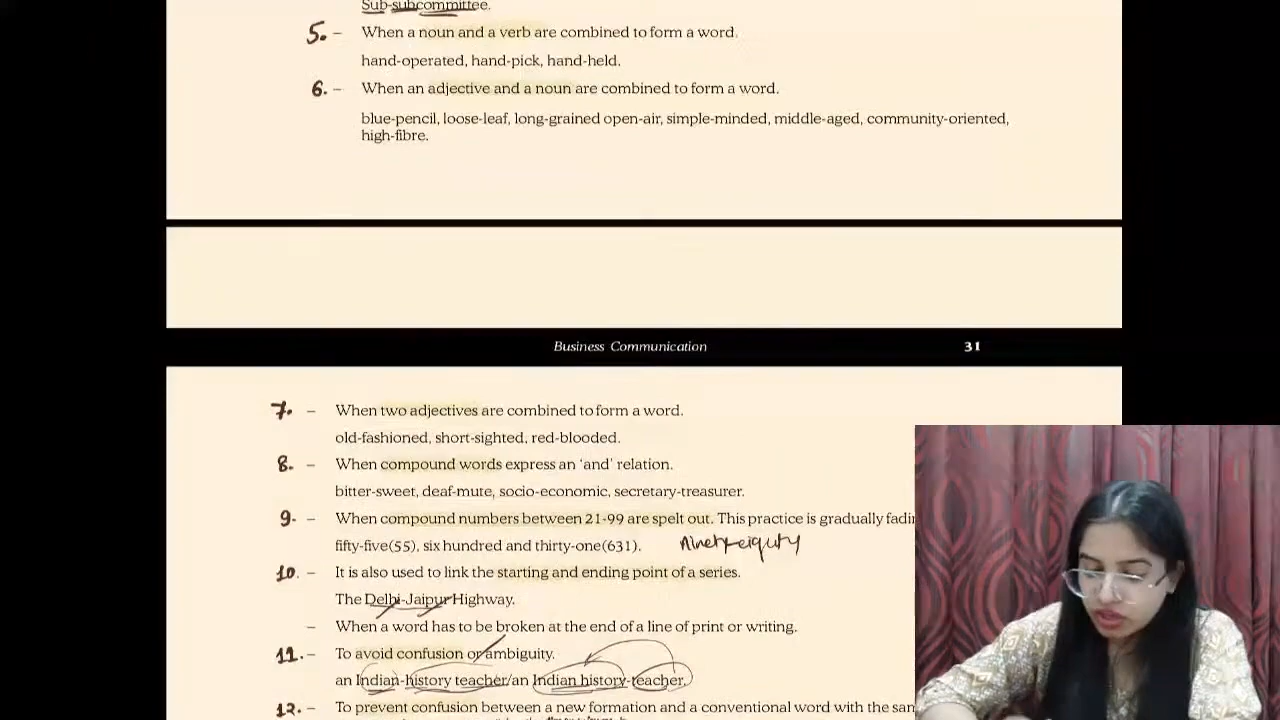 Sub-subcommittee.
5. – When a noun and a verb are combined to form a word.
hand-operated, hand-pick, hand-held.
6. – When an adjective and a noun are combined to form a word.
blue-pencil, loose-leaf, long-grained open-air, simple-minded, middle-aged, community-oriented,
high-fibre.
Business Communication 31
7. – When two adjectives are combined to form a word.
old-fashioned, short-sighted, red-blooded.
8. – When compound words express an ‘and’ relation.
bitter-sweet, deaf-mute, socio-economic, secretary-treasurer.
9. – When compound numbers between 21-99 are spelt out. This practice is gradually
fifty-five(55), six hundred and thirty-one(631).
10. – It is also used to link the starting and ending point of a series.
The Delhi-Jaipur Highway.
– When a word has to be broken at the end of a line of print or writing.
11. – To avoid confusion or ambiguity.
an Indian-history teacher/an Indian history-teacher.
12. – To prevent confusion between a new formation and a conventional word with the